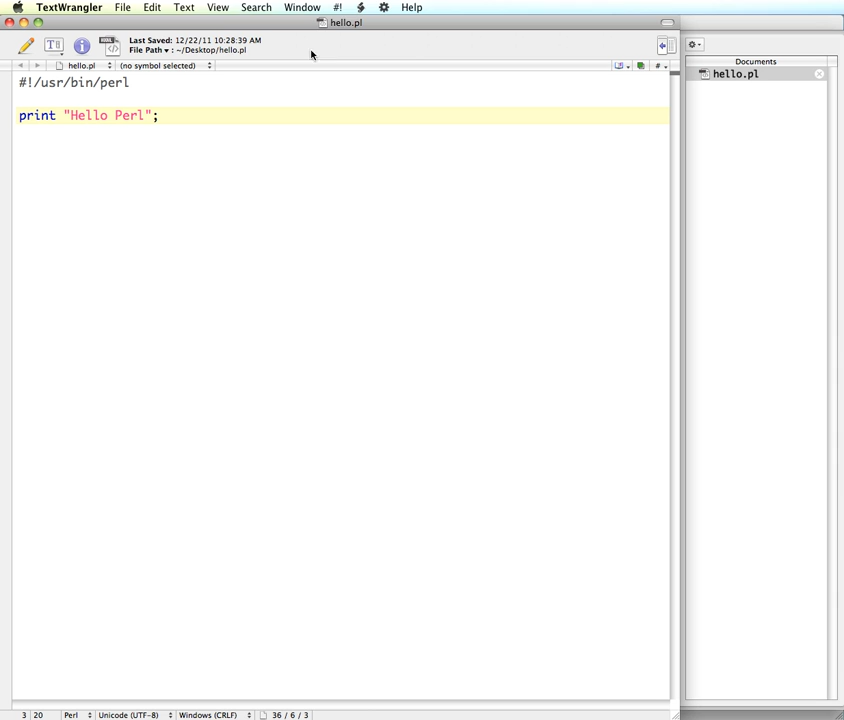 TextWrangler File Edit Text View Search Window #! Help
hello.pl
Last Saved: 12/22/11 10:28:39 AM
File Path ▾ : ~/Desktop/hello.pl
hello.pl (no symbol selected) #
Documents
hello.pl
#!/usr/bin/perl
print "Hello Perl";
3 20 Perl Unicode (UTF-8) Windows (CRLF) 36 / 6 / 3